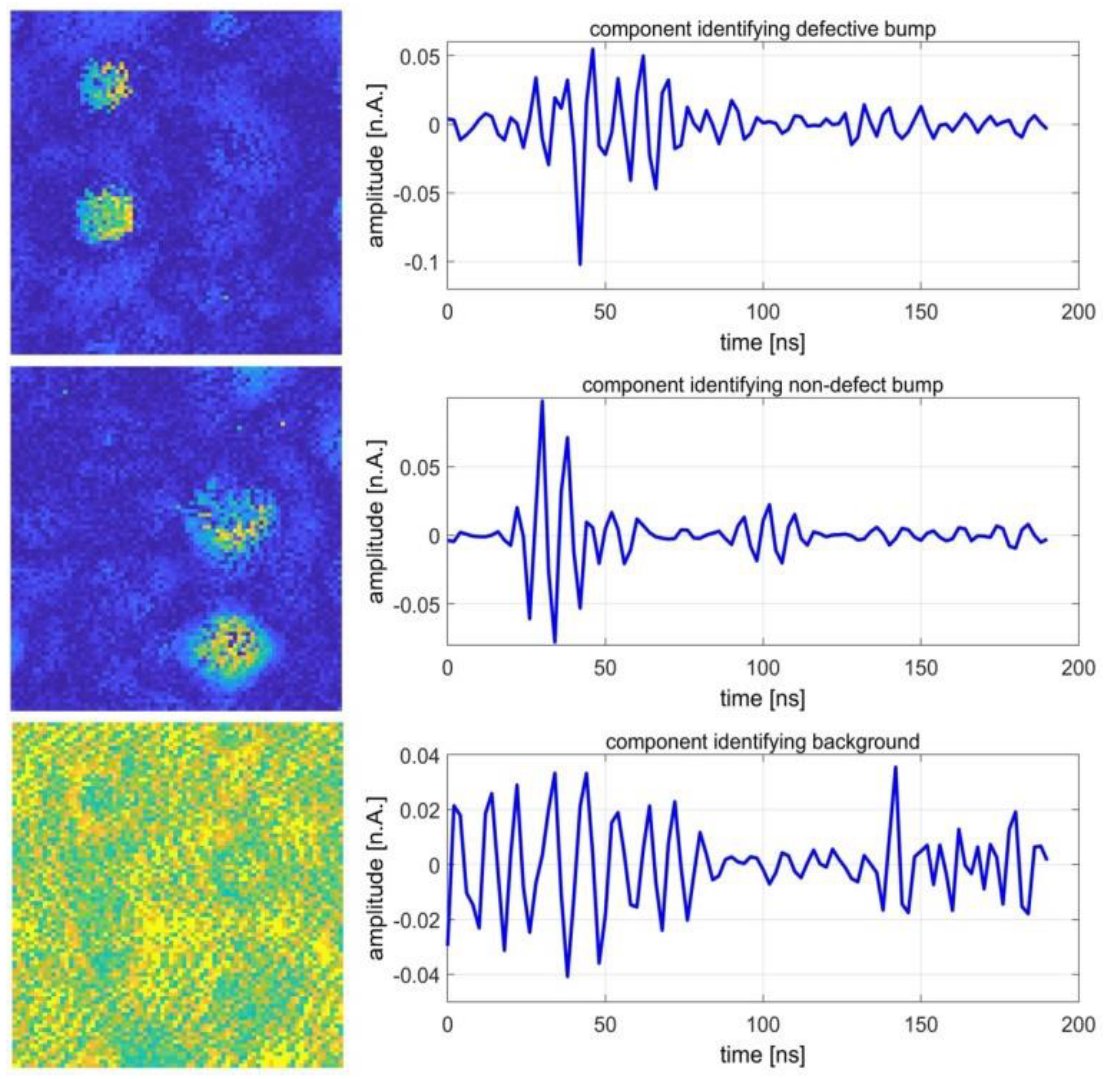 component identifying defective bump
0.05
0
-0.05
-0.1
amplitude [n.A.]
0 50 100 150 200
time [ns]
component identifying non-defect bump
0.05
0
-0.05
amplitude [n.A.]
0 50 100 150 200
time [ns]
component identifying background
0.04
0.02
0
-0.02
-0.04
amplitude [n.A.]
0 50 100 150 200
time [ns]